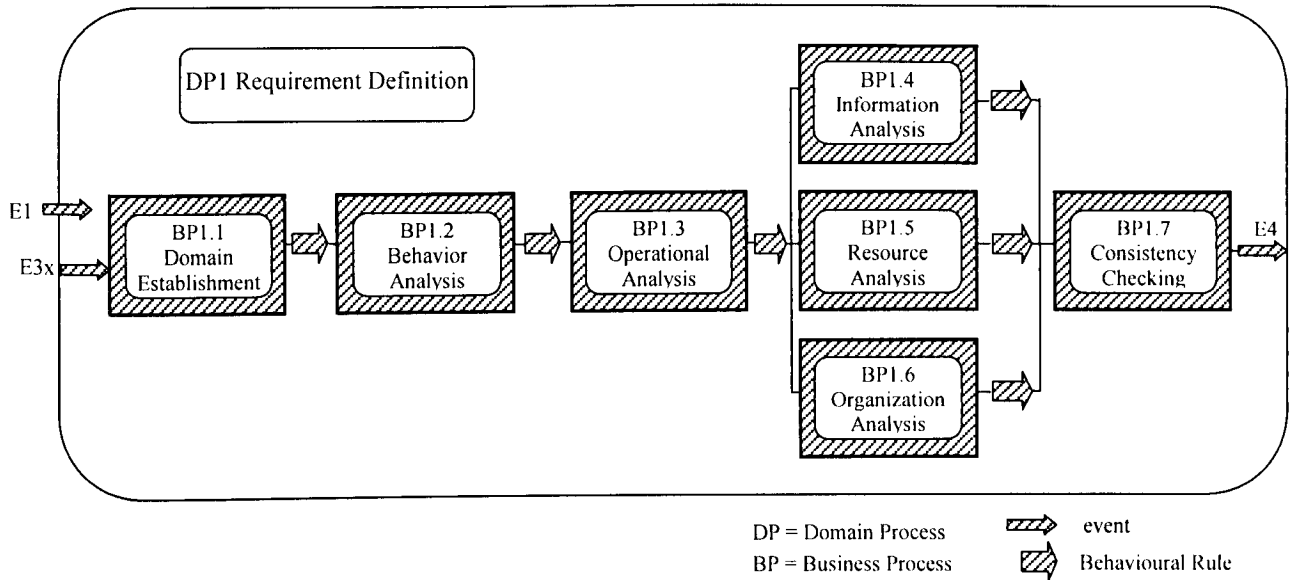 DP1 Requirement Definition
E1
E3x
BP1.1
Domain
Establishment
BP1.2
Behavior
Analysis
BP1.3
Operational
Analysis
BP1.4
Information
Analysis
BP1.5
Resource
Analysis
BP1.6
Organization
Analysis
BP1.7
Consistency
Checking
E4
DP = Domain Process
event
BP = Business Process
Behavioural Rule